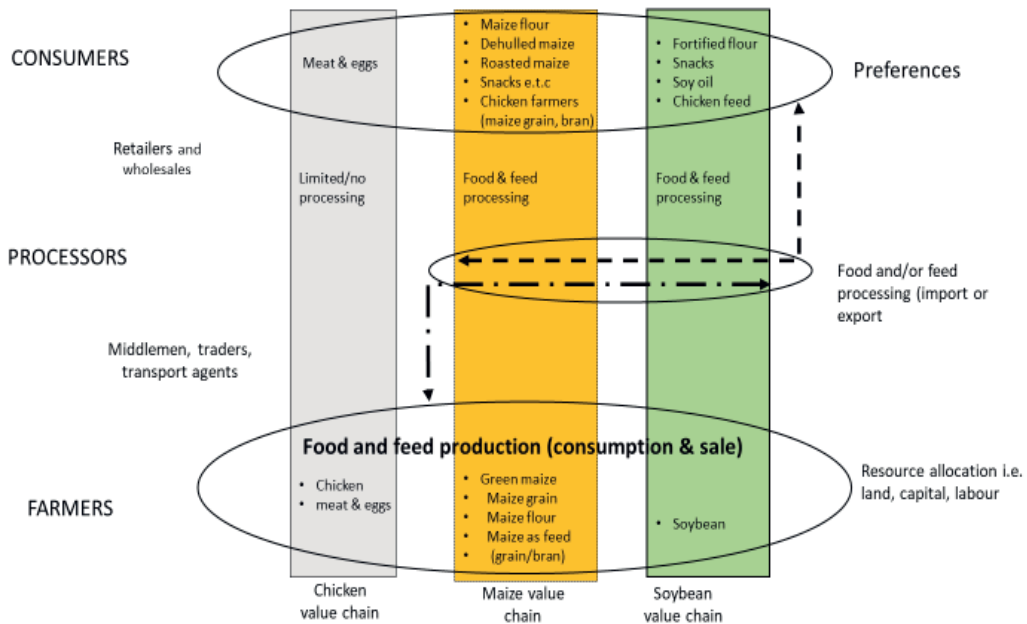 CONSUMERS
Meat & eggs
• Maize flour
• Dehulled maize
• Roasted maize
• Snacks e.t.c
• Chicken farmers
(maize grain, bran)
• Fortified flour
• Snacks
• Soy oil
• Chicken feed
Preferences
Retailers and
wholesales
Limited/no
processing
Food & feed
processing
Food & feed
processing
PROCESSORS
Food and/or feed
processing (import or
export
Middlemen, traders,
transport agents
Food and feed production (consumption & sale)
FARMERS
• Chicken
• meat & eggs
• Green maize
• Maize grain
• Maize flour
• Maize as feed
• (grain/bran)
• Soybean
Resource allocation i.e.
land, capital, labour
Chicken
value chain
Maize value
chain
Soybean
value chain